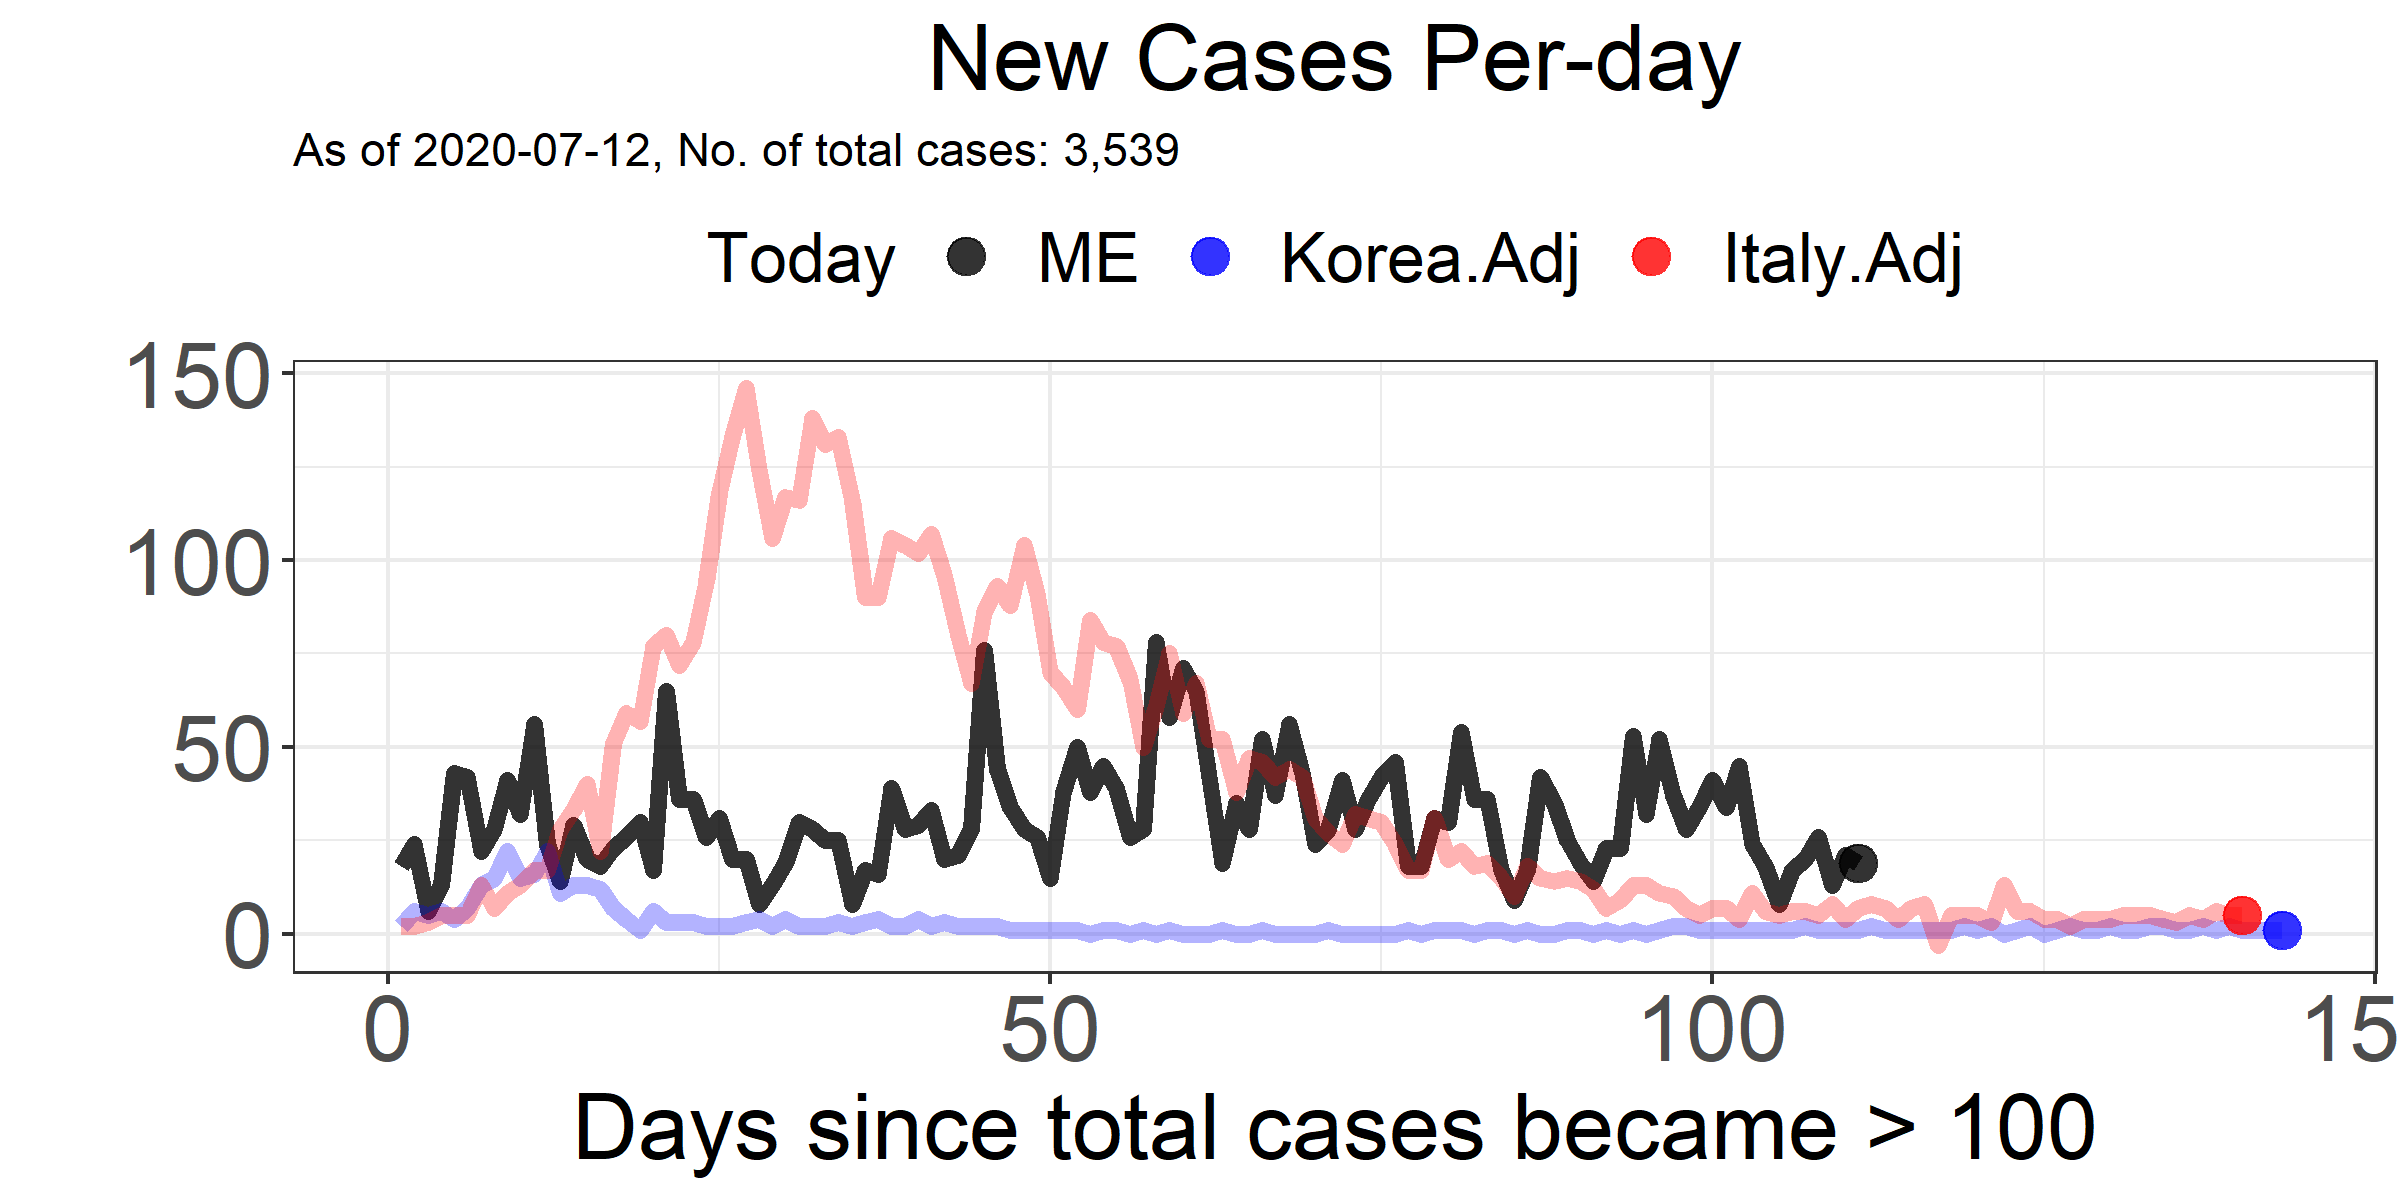 New Cases Per-day
As of 2020-07-12, No. of total cases: 3,539
Today ME Korea.Adj Italy.Adj
150
100
50
0
0 50 100 15
Days since total cases became > 100